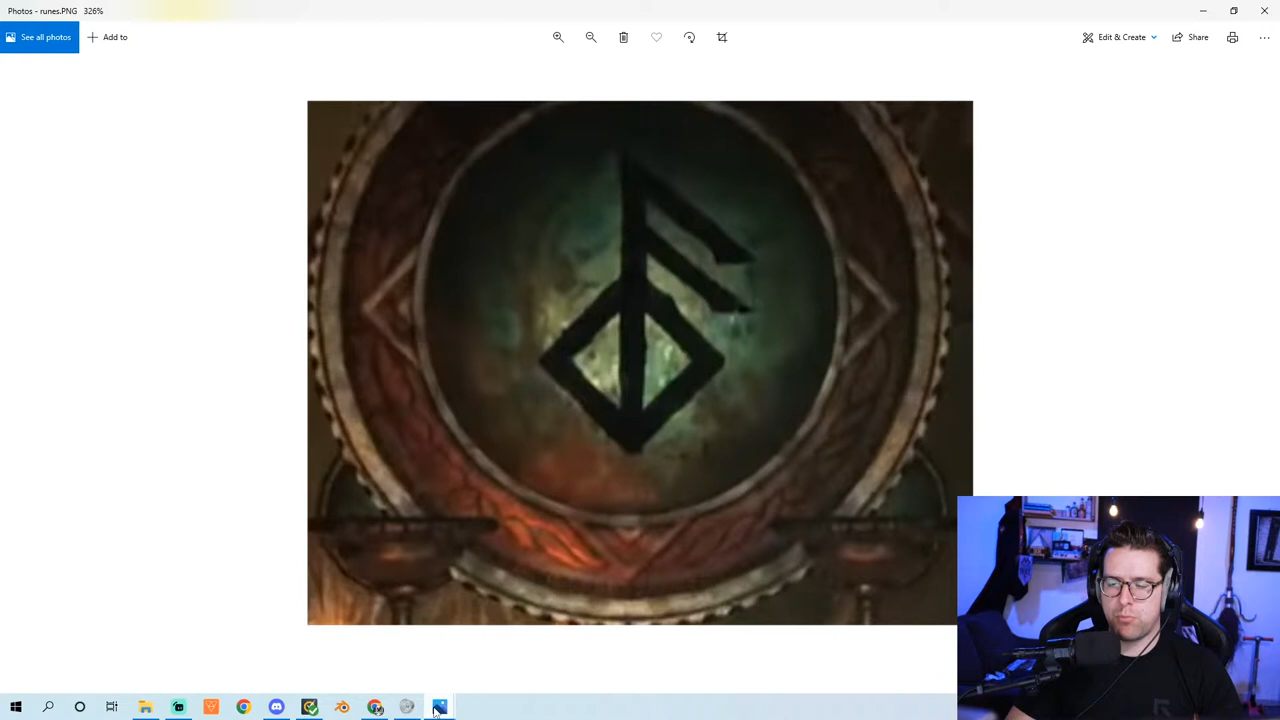 Photos - runes.PNG 326%
See all photos
Add to
Edit & Create
Share